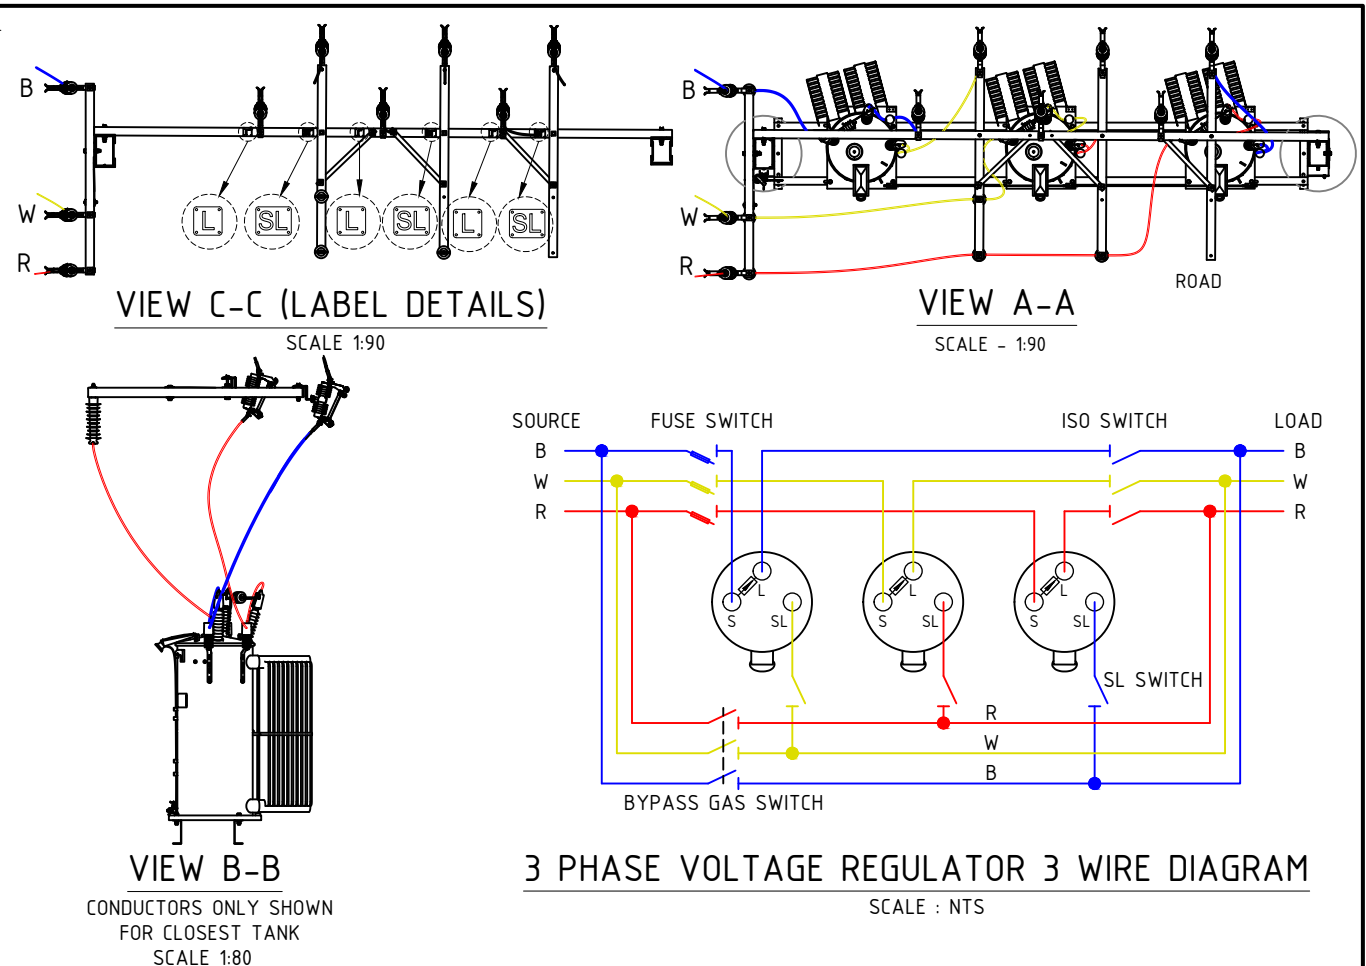 B
W
R
L SL L SL L SL
VIEW C-C (LABEL DETAILS)
SCALE 1:90
B
W
R
ROAD
VIEW A-A
SCALE - 1:90
VIEW B-B
CONDUCTORS ONLY SHOWN
FOR CLOSEST TANK
SCALE 1:80
SOURCE FUSE SWITCH ISO SWITCH LOAD
B B
W W
R R
L L L
S SL S SL S SL
SL SWITCH
R
W
B
BYPASS GAS SWITCH
3 PHASE VOLTAGE REGULATOR 3 WIRE DIAGRAM
SCALE : NTS